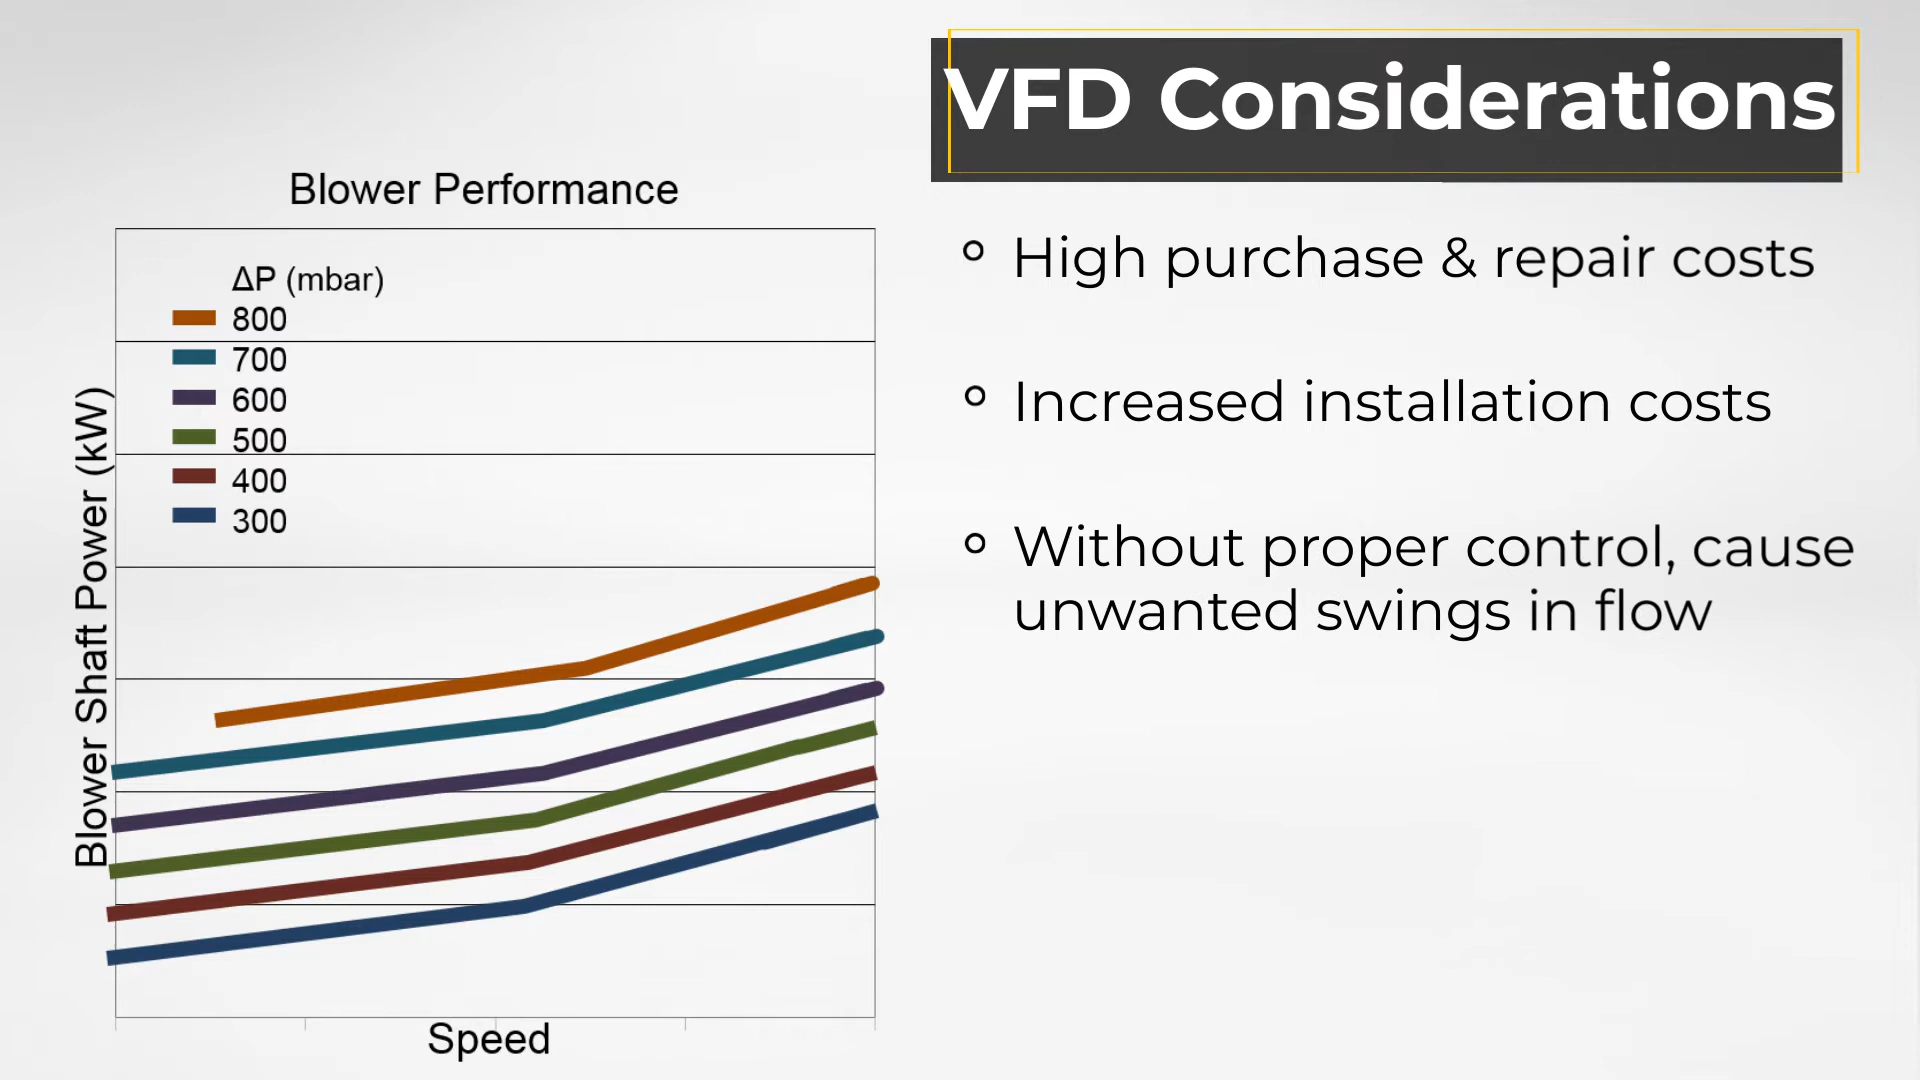 VFD Considerations
Blower Performance
ΔP (mbar)
800
700
600
500
400
300
Blower Shaft Power (kW)
Speed
High purchase & repair costs
Increased installation costs
Without proper control, cause
unwanted swings in flow